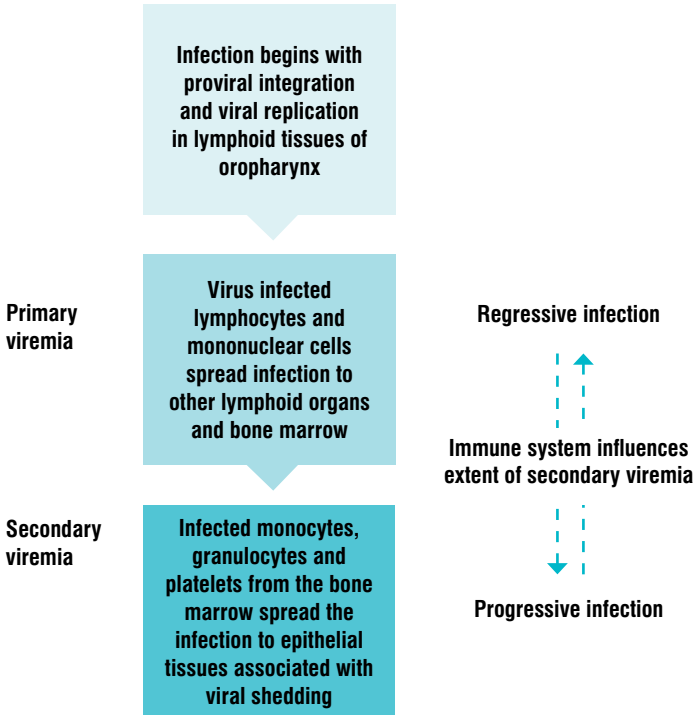 Infection begins with
proviral integration
and viral replication
in lymphoid tissues of
oropharynx
Primary
viremia
Virus infected
lymphocytes and
mononuclear cells
spread infection to
other lymphoid organs
and bone marrow
Regressive infection
Immune system influences
extent of secondary viremia
Secondary
viremia
Infected monocytes,
granulocytes and
platelets from the bone
marrow spread the
infection to epithelial
tissues associated with
viral shedding
Progressive infection